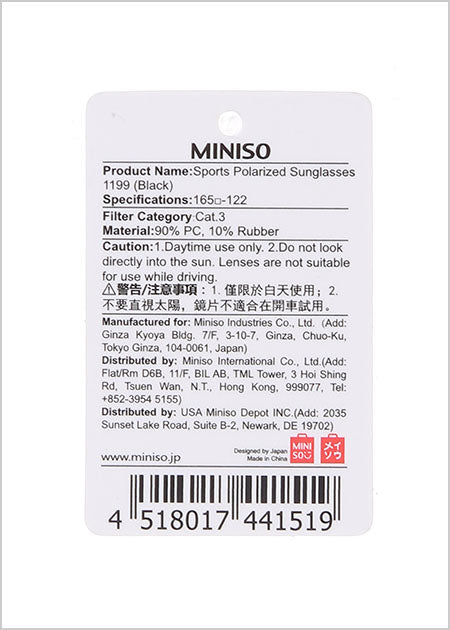 MINISO
Product Name:Sports Polarized Sunglasses
1199 (Black)
Specifications:165□-122
Filter Category:Cat.3
Material:90% PC, 10% Rubber
Caution:1.Daytime use only. 2.Do not look
directly into the sun. Lenses are not suitable
for use while driving.
⚠警告/注意事項：1. 僅限於白天使用；2.
不要直視太陽，鏡片不適合在開車試用。
Manufactured for: Miniso Industries Co., Ltd. (Add:
Ginza Kyoya Bldg. 7/F, 3-10-7, Ginza, Chuo-Ku,
Tokyo Ginza, 104-0061, Japan)
Distributed by: Miniso International Co., Ltd.(Add:
Flat/Rm D6B, 11/F, BIL AB, TML Tower, 3 Hoi Shing
Rd, Tsuen Wan, N.T., Hong Kong, 999077, Tel:
+852-3954 5155)
Distributed by: USA Miniso Depot INC.(Add: 2035
Sunset Lake Road, Suite B-2, Newark, DE 19702)
www.miniso.jp
Designed by Japan
Made in China
MINI
SO
メイ
ソウ
4 518017 441519